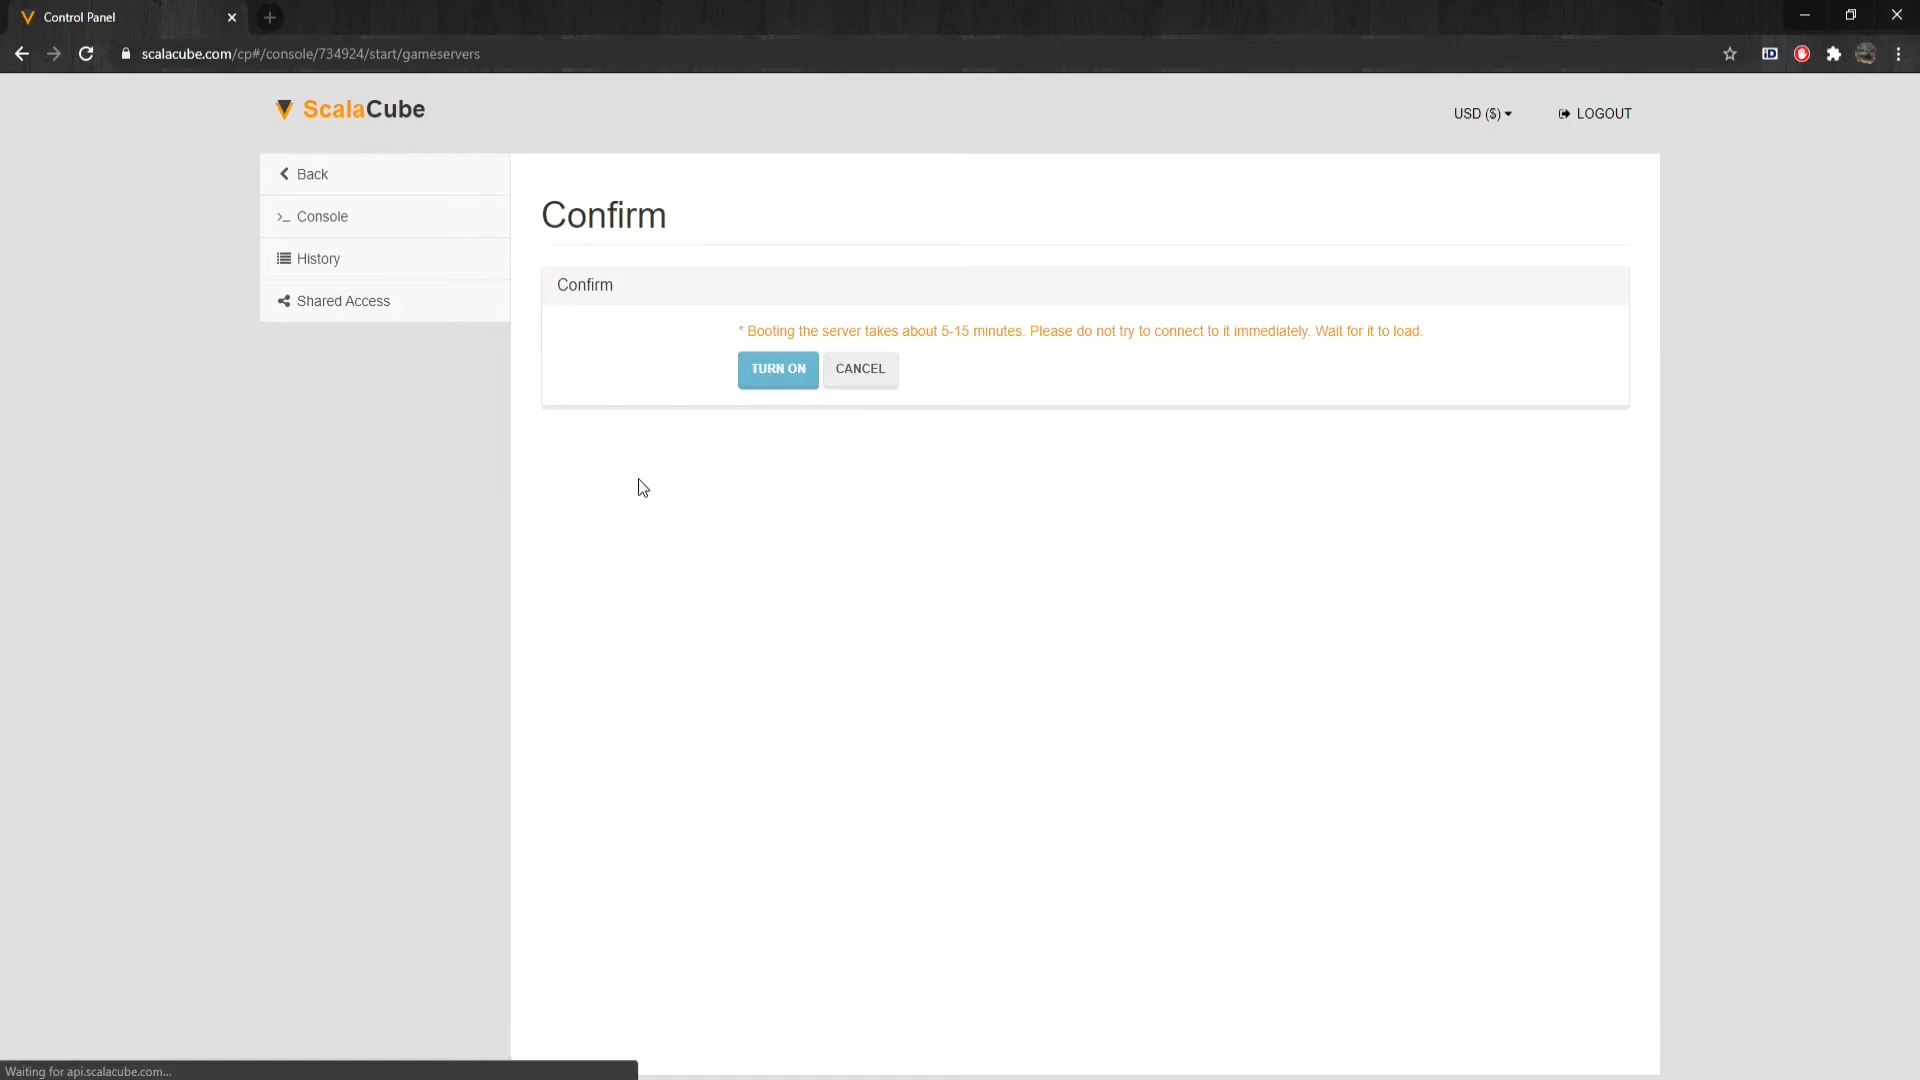 Control Panel
scalacube.com/cp#/console/734924/start/gameservers
ScalaCube
USD ($)
LOGOUT
Back
Console
History
Shared Access
Confirm
Confirm
* Booting the server takes about 5-15 minutes. Please do not try to connect to it immediately. Wait for it to load.
TURN ON CANCEL
Waiting for api.scalacube.com...